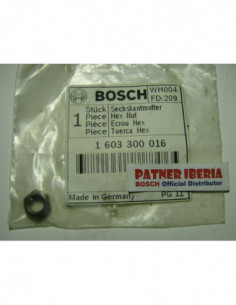 BOSCH
WH004
FD:209
1
Stück Sechskantmutter
Piece Hex Nut
Pièce Ecrou Hex
Pieza Tuerca Hex
1 603 300 016
PATNER IBERIA
BOSCH Official Distributor
Made in Germany
PG 11